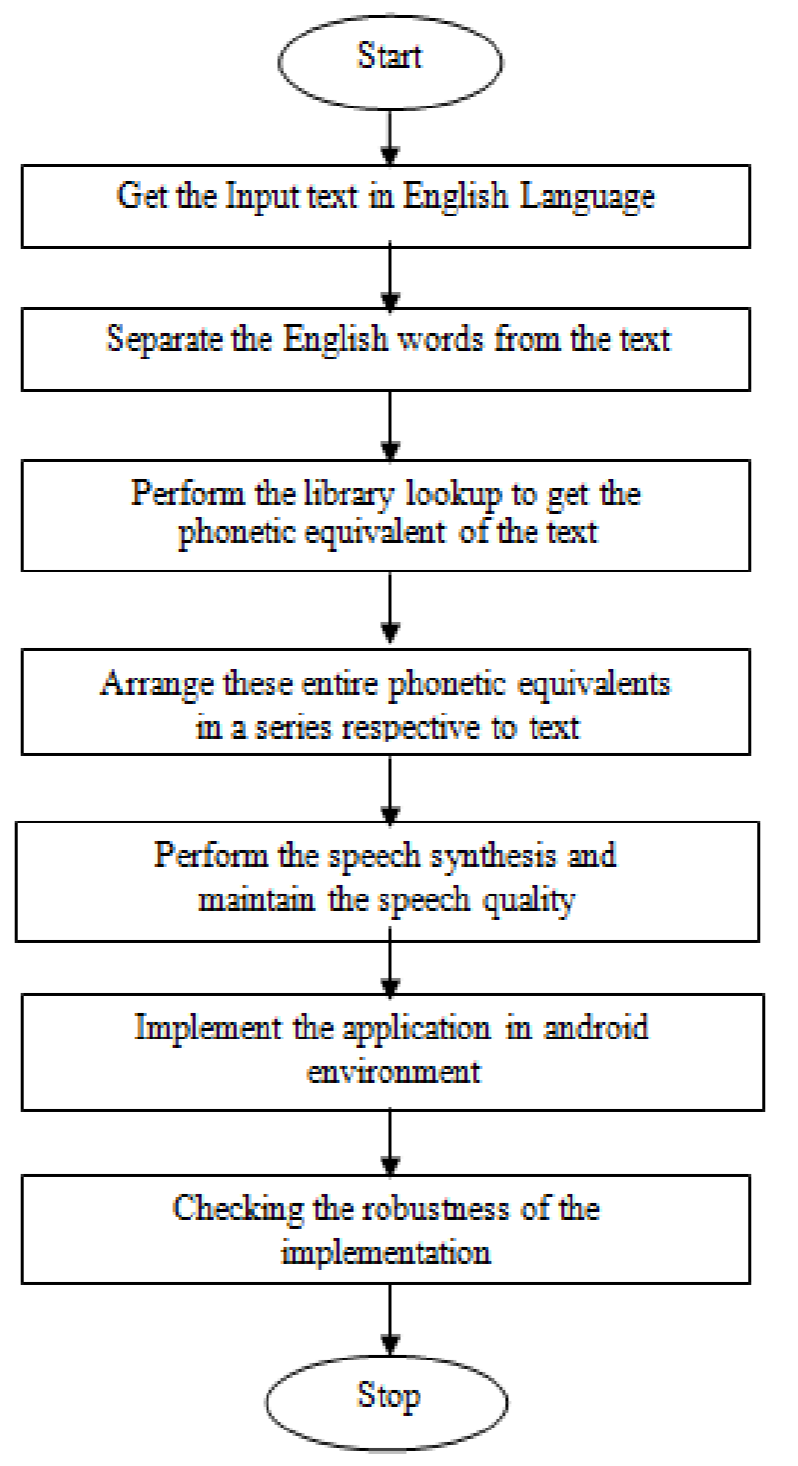 Start
Get the Input text in English Language
Separate the English words from the text
Perform the library lookup to get the
phonetic equivalent of the text
Arrange these entire phonetic equivalents
in a series respective to text
Perform the speech synthesis and
maintain the speech quality
Implement the application in android
environment
Checking the robustness of the
implementation
Stop